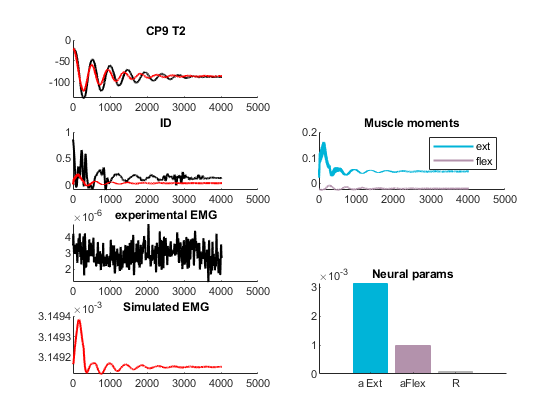 CP9 T2
0
-50
-100
0 1000 2000 3000 4000 5000
ID
1
0.5
0
0 1000 2000 3000 4000 5000
Muscle moments
0.2
0.1
0
ext
flex
0 1000 2000 3000 4000 5000
×10-6
experimental EMG
4
3
2
0 1000 2000 3000 4000 5000
×10-3
Simulated EMG
3.1494
3.1493
3.1492
0 1000 2000 3000 4000 5000
×10-3
Neural params
3
2
1
0
a Ext aFlex R